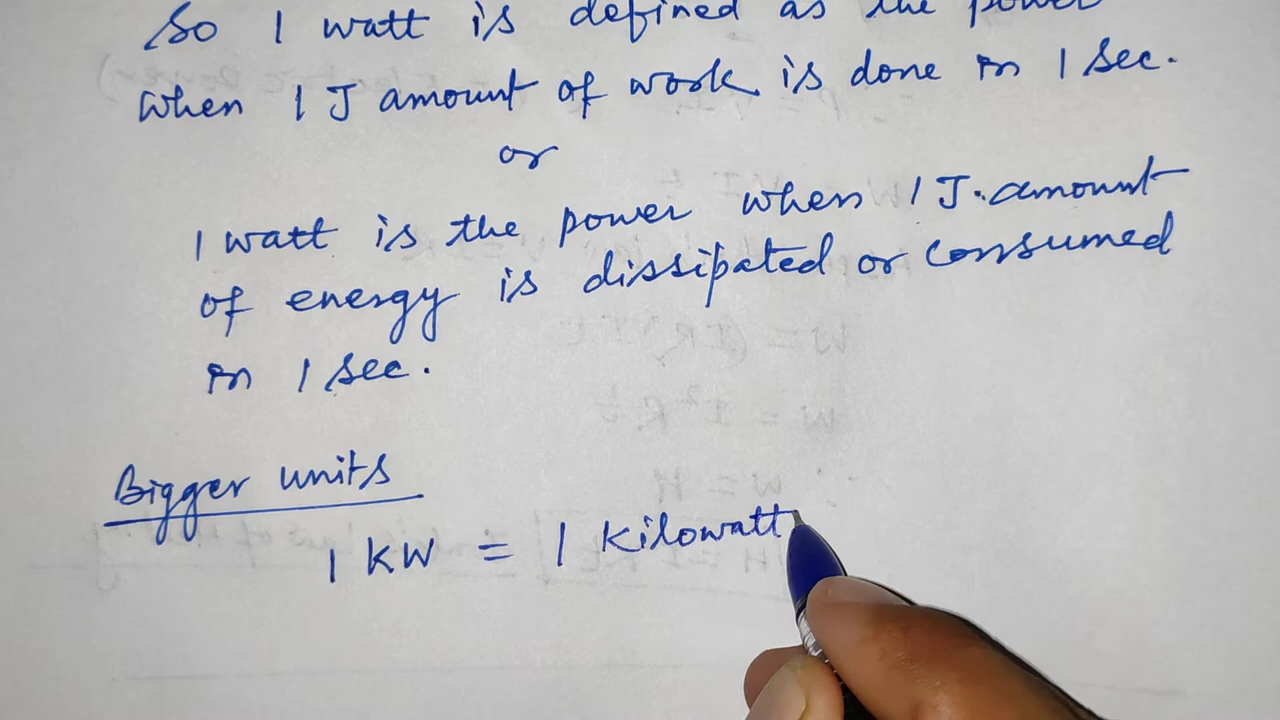 So 1 watt is defined as the power
when 1 J amount of work is done in 1 sec.
or
1 watt is the power when 1 J. amount
of energy is dissipated or consumed
in 1 sec.
Bigger units
1 KW = 1 Kilowatt